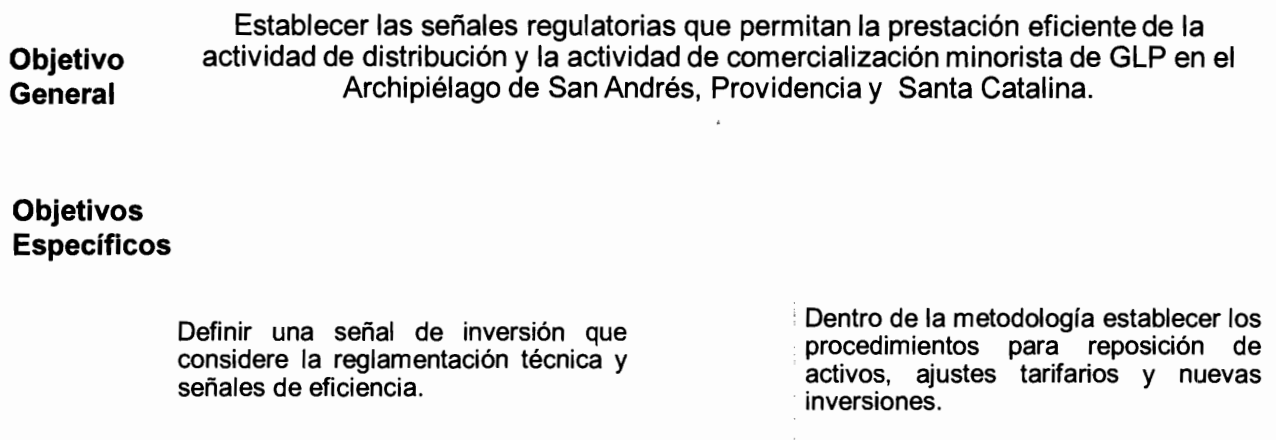 Objetivo
General
Establecer las señales regulatorias que permitan la prestación eficiente de la
actividad de distribución y la actividad de comercialización minorista de GLP en el
Archipiélago de San Andrés, Providencia y Santa Catalina.
Objetivos
Específicos
Definir una señal de inversión que
considere la reglamentación técnica y
señales de eficiencia.
Dentro de la metodología establecer los
procedimientos para reposición de
activos, ajustes tarifarios y nuevas
inversiones.